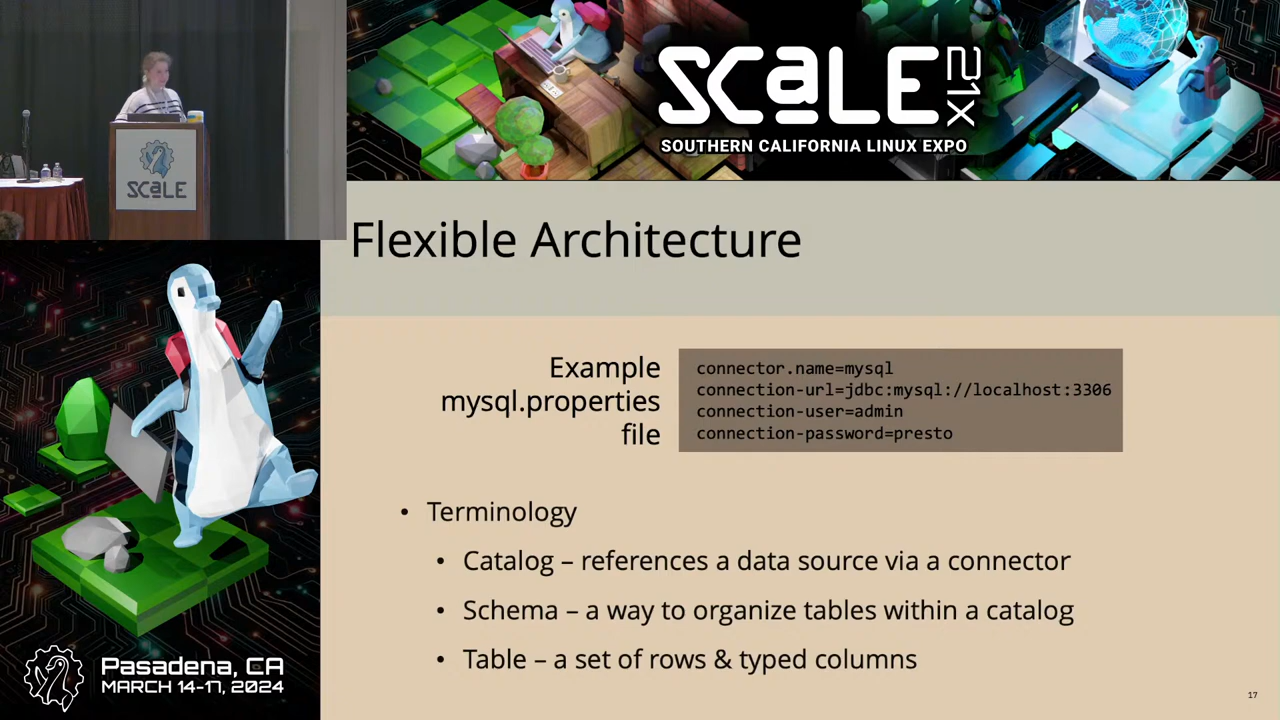 SCALE
21X
SOUTHERN CALIFORNIA LINUX EXPO
SCALE
Flexible Architecture
Example
mysql.properties
file
connector.name=mysql
connection-url=jdbc:mysql://localhost:3306
connection-user=admin
connection-password=presto
• Terminology
• Catalog – references a data source via a connector
• Schema – a way to organize tables within a catalog
• Table – a set of rows & typed columns
Pasadena, CA
MARCH 14-17, 2024
17